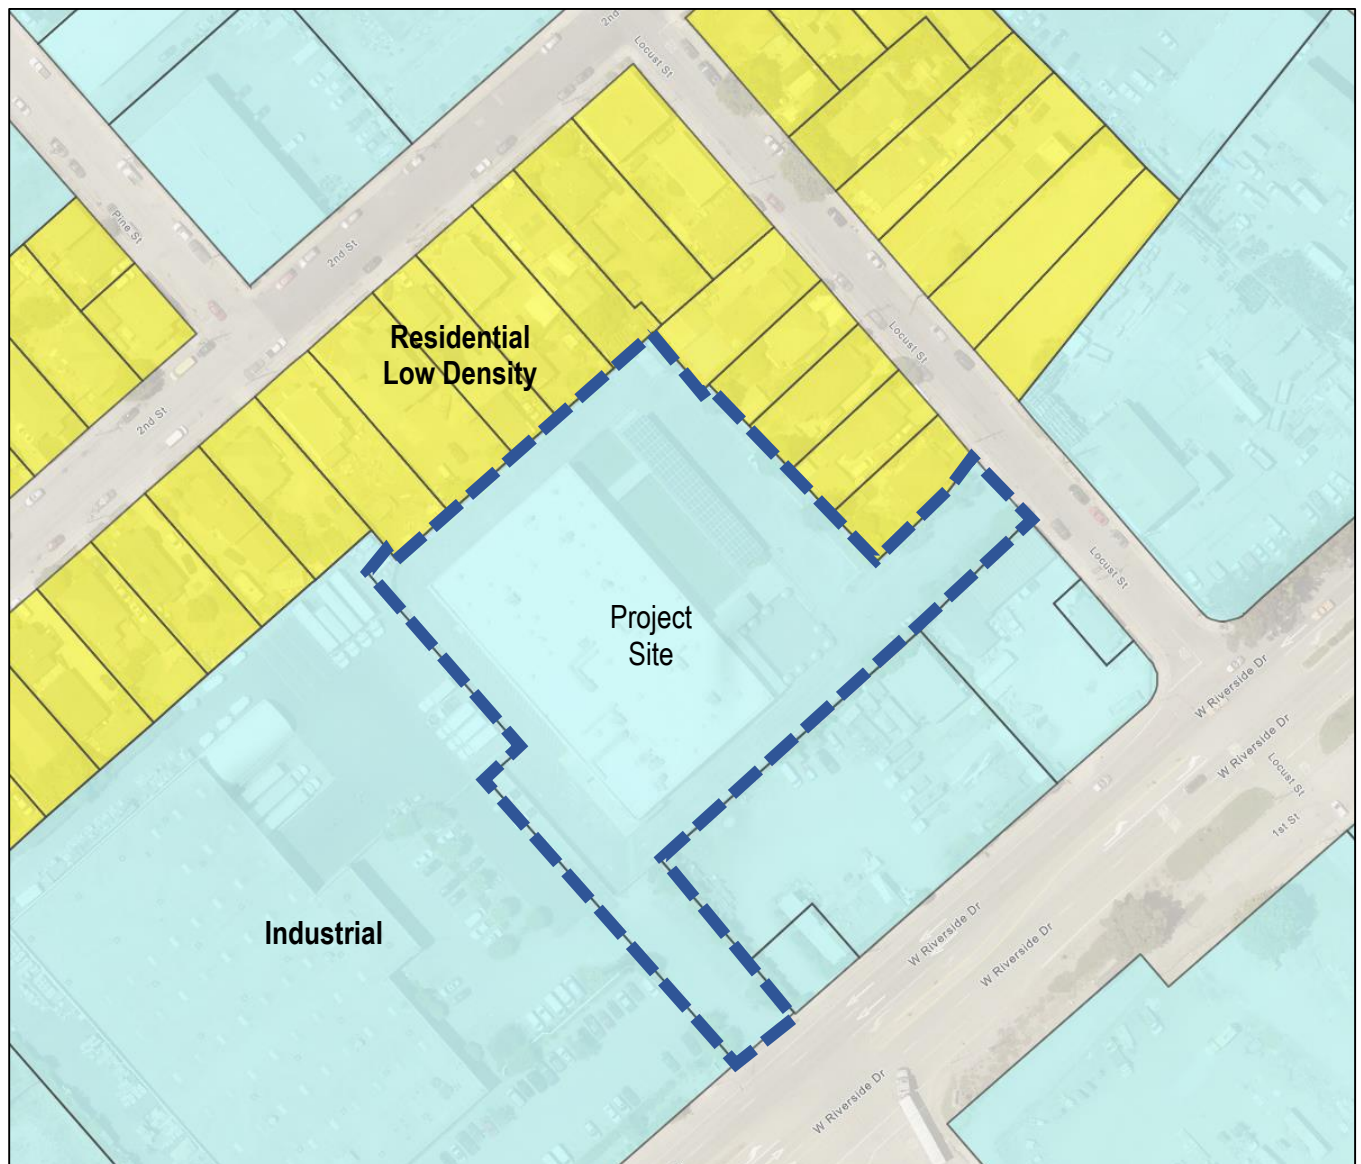 2nd
Locust St
Pine St
2nd St
Residential
Low Density
Locust St
2nd St
Project
Site
Locust St
W Riverside Dr
W Riverside Dr
Locust St
1st St
Industrial
W Riverside Dr
W Riverside Dr
W Riverside Dr